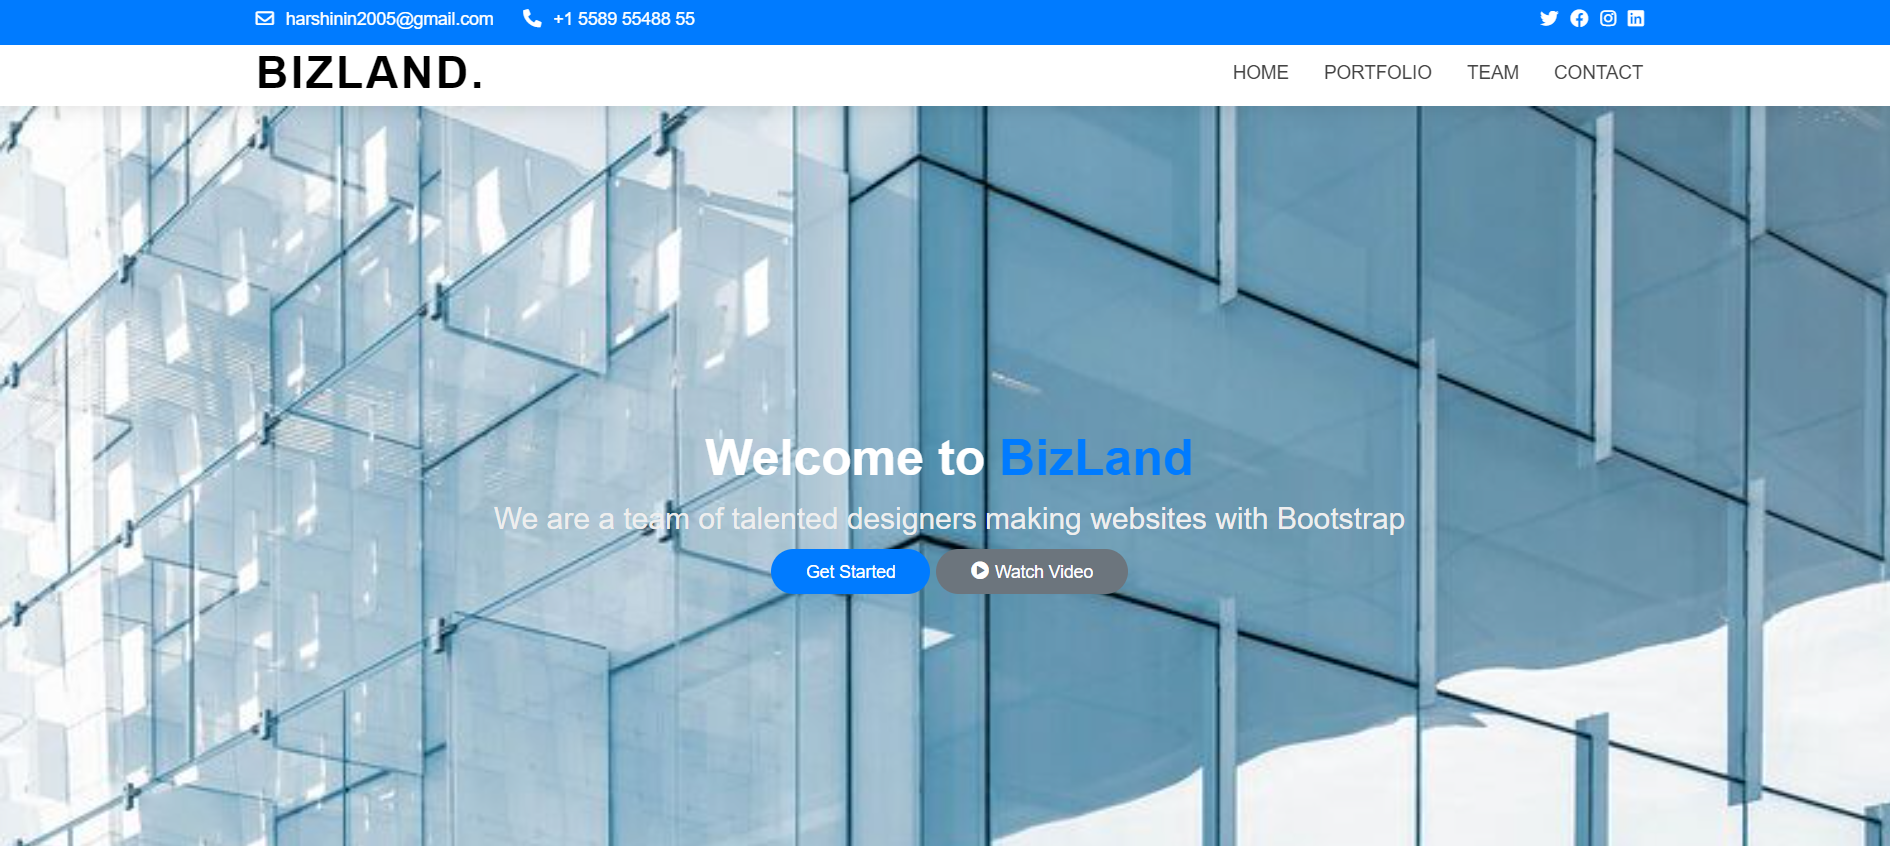 harshinin2005@gmail.com +1 5589 55488 55
BIZLAND. HOME PORTFOLIO TEAM CONTACT
Welcome to BizLand
We are a team of talented designers making websites with Bootstrap
Get Started Watch Video